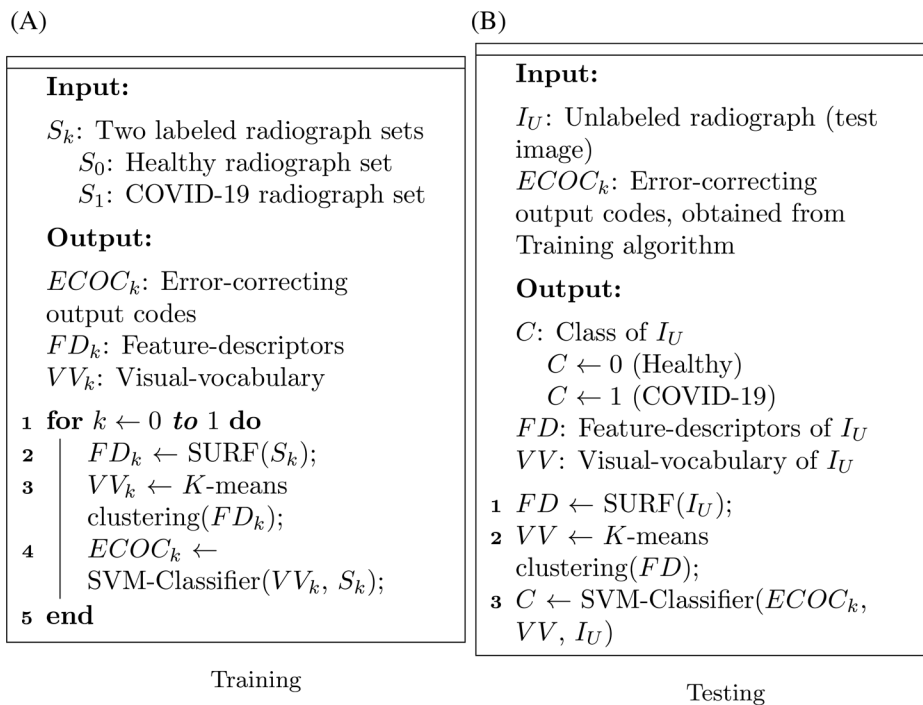 (A)
Input:
S_k: Two labeled radiograph sets
S_0: Healthy radiograph set
S_1: COVID-19 radiograph set
Output:
ECOC_k: Error-correcting
output codes
FD_k: Feature-descriptors
VV_k: Visual-vocabulary
1 for k ← 0 to 1 do
2 FD_k ← SURF(S_k);
3 VV_k ← K-means
clustering(FD_k);
4 ECOC_k ←
SVM-Classifier(VV_k, S_k);
5 end
Training
(B)
Input:
I_U: Unlabeled radiograph (test
image)
ECOC_k: Error-correcting
output codes, obtained from
Training algorithm
Output:
C: Class of I_U
C ← 0 (Healthy)
C ← 1 (COVID-19)
FD: Feature-descriptors of I_U
VV: Visual-vocabulary of I_U
1 FD ← SURF(I_U);
2 VV ← K-means
clustering(FD);
3 C ← SVM-Classifier(ECOC_k,
VV, I_U)
Testing